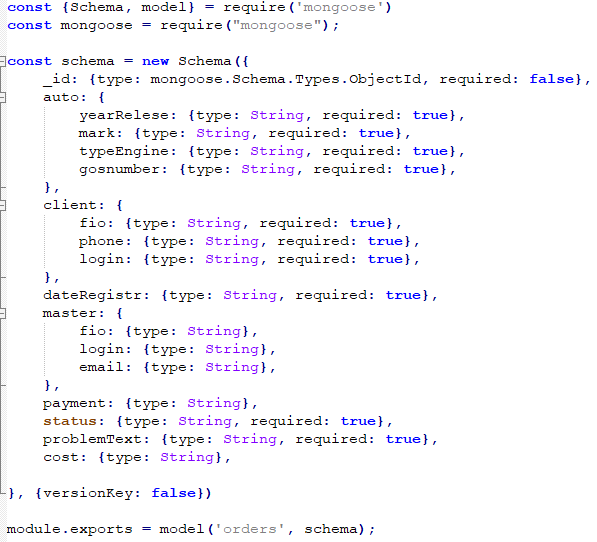 const {Schema, model} = require('mongoose')
const mongoose = require("mongoose");
const schema = new Schema({
_id: {type: mongoose.Schema.Types.ObjectId, required: false},
auto: {
yearRelese: {type: String, required: true},
mark: {type: String, required: true},
typeEngine: {type: String, required: true},
gosnumber: {type: String, required: true},
},
client: {
fio: {type: String, required: true},
phone: {type: String, required: true},
login: {type: String, required: true},
},
dateRegistr: {type: String, required: true},
master: {
fio: {type: String},
login: {type: String},
email: {type: String},
},
payment: {type: String},
status: {type: String, required: true},
problemText: {type: String, required: true},
cost: {type: String},
}, {versionKey: false})
module.exports = model('orders', schema);